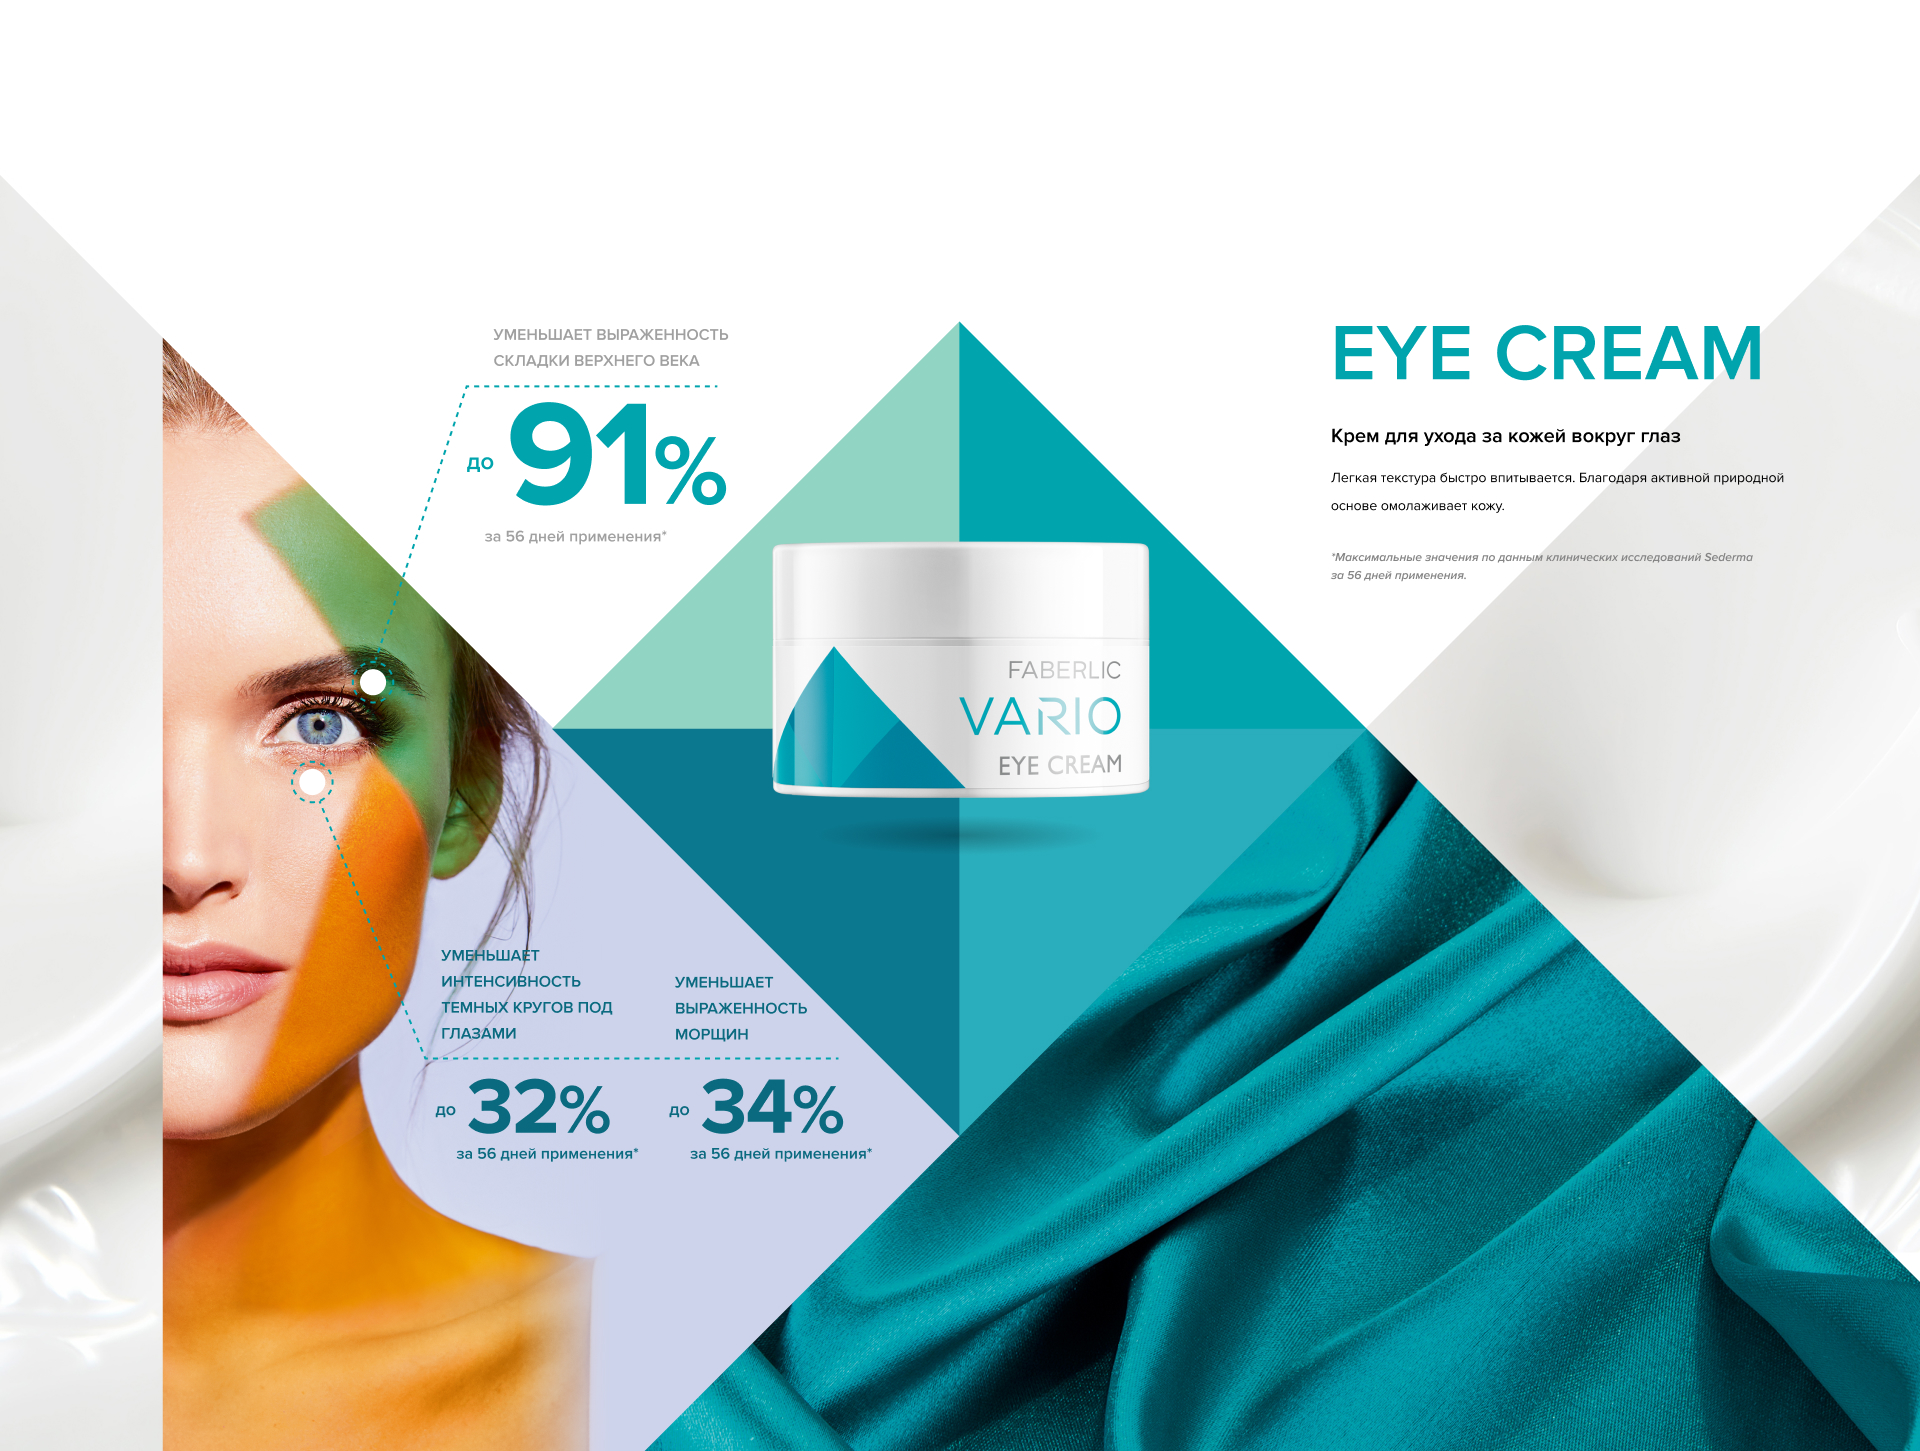 УМЕНЬШАЕТ ВЫРАЖЕННОСТЬ
СКЛАДКИ ВЕРХНЕГО ВЕКА
до 91%
за 56 дней применения*
EYE CREAM
Крем для ухода за кожей вокруг глаз
Легкая текстура быстро впитывается. Благодаря активной природной
основе омолаживает кожу.
*Максимальные значения по данным клинических исследований Sederma
за 56 дней применения.
FABERLIC
VARIO
EYE CREAM
УМЕНЬШАЕТ
ИНТЕНСИВНОСТЬ
ТЕМНЫХ КРУГОВ ПОД
ГЛАЗАМИ
до 32%
за 56 дней применения*
УМЕНЬШАЕТ
ВЫРАЖЕННОСТЬ
МОРЩИН
до 34%
за 56 дней применения*